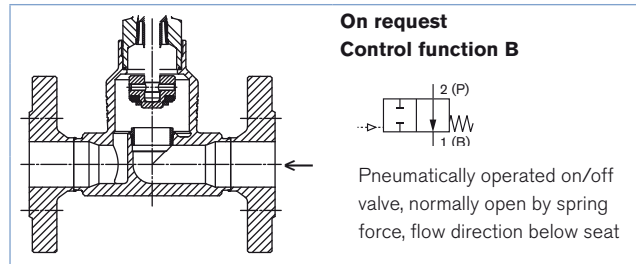 On request
Control function B
2 (P)
1 (B)
Pneumatically operated on/off
valve, normally open by spring
force, flow direction below seat